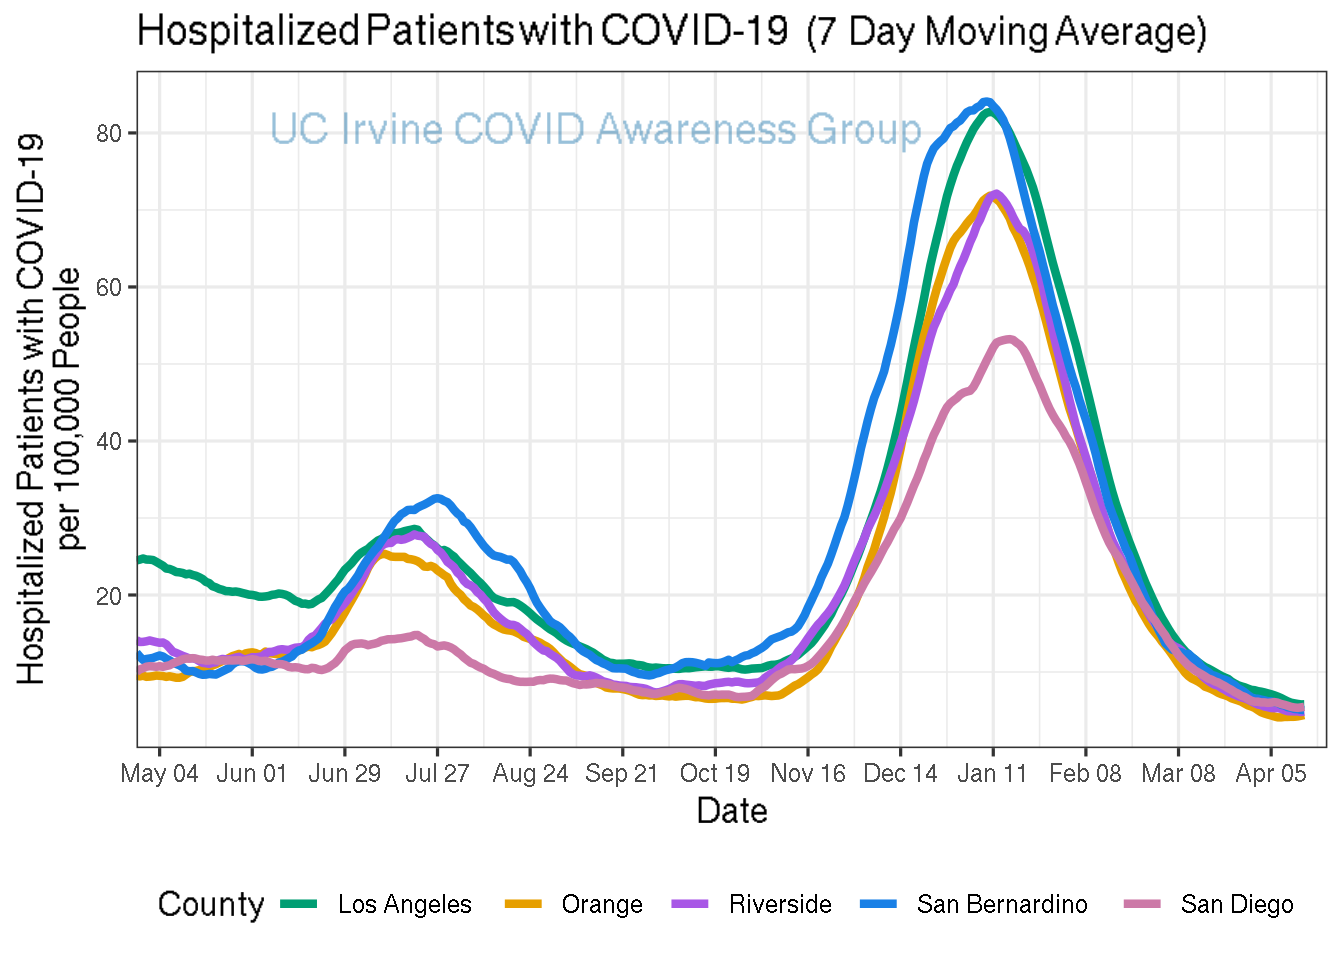 Hospitalized Patients with COVID-19 (7 Day Moving Average)
UC Irvine COVID Awareness Group
Hospitalized Patients with COVID-19
per 100,000 People
80
60
40
20
May 04 Jun 01 Jun 29 Jul 27 Aug 24 Sep 21 Oct 19 Nov 16 Dec 14 Jan 11 Feb 08 Mar 08 Apr 05
Date
County Los Angeles Orange Riverside San Bernardino San Diego